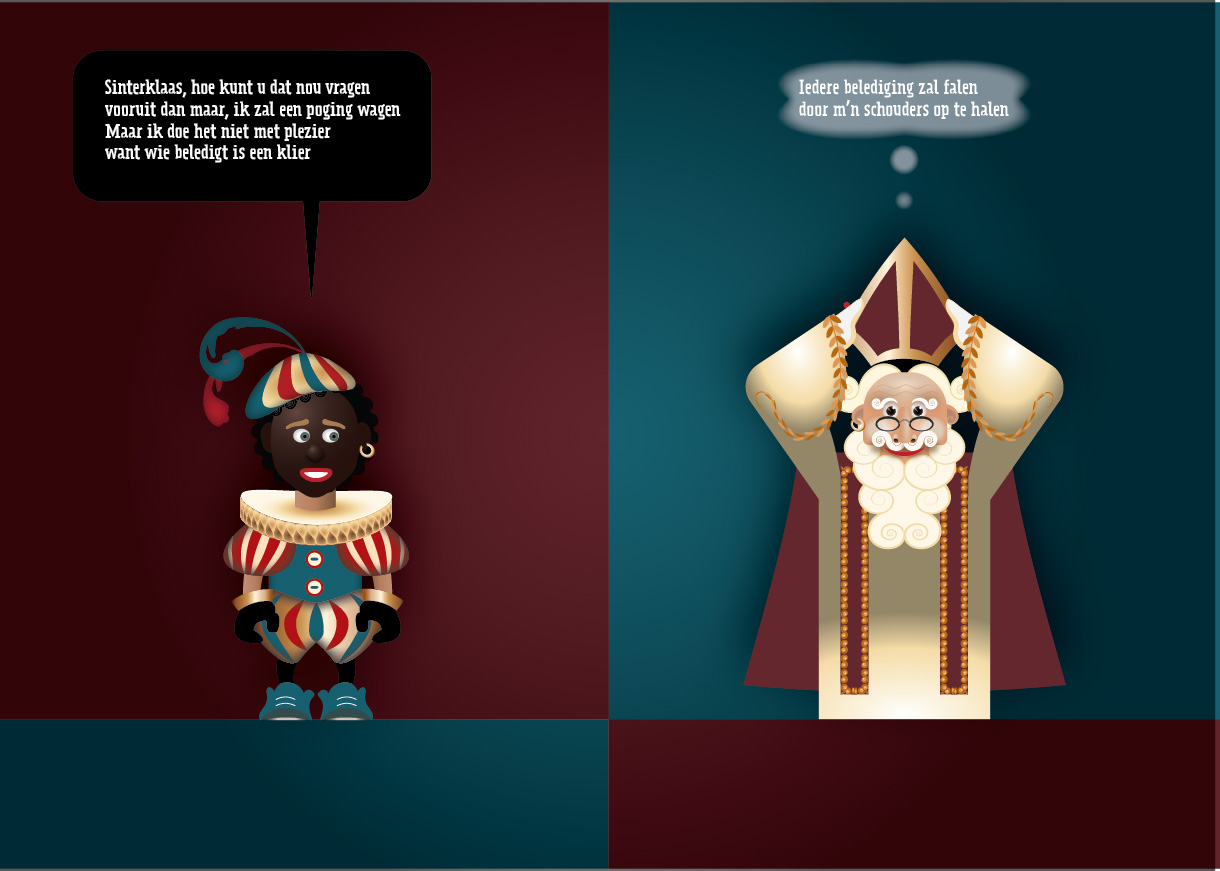 Sinterklaas, hoe kunt u dat nou vragen
vooruit dan maar, ik zal een poging wagen
Maar ik doe het niet met plezier
want wie beledigt is een klier
Iedere belediging zal falen
door m'n schouders op te halen